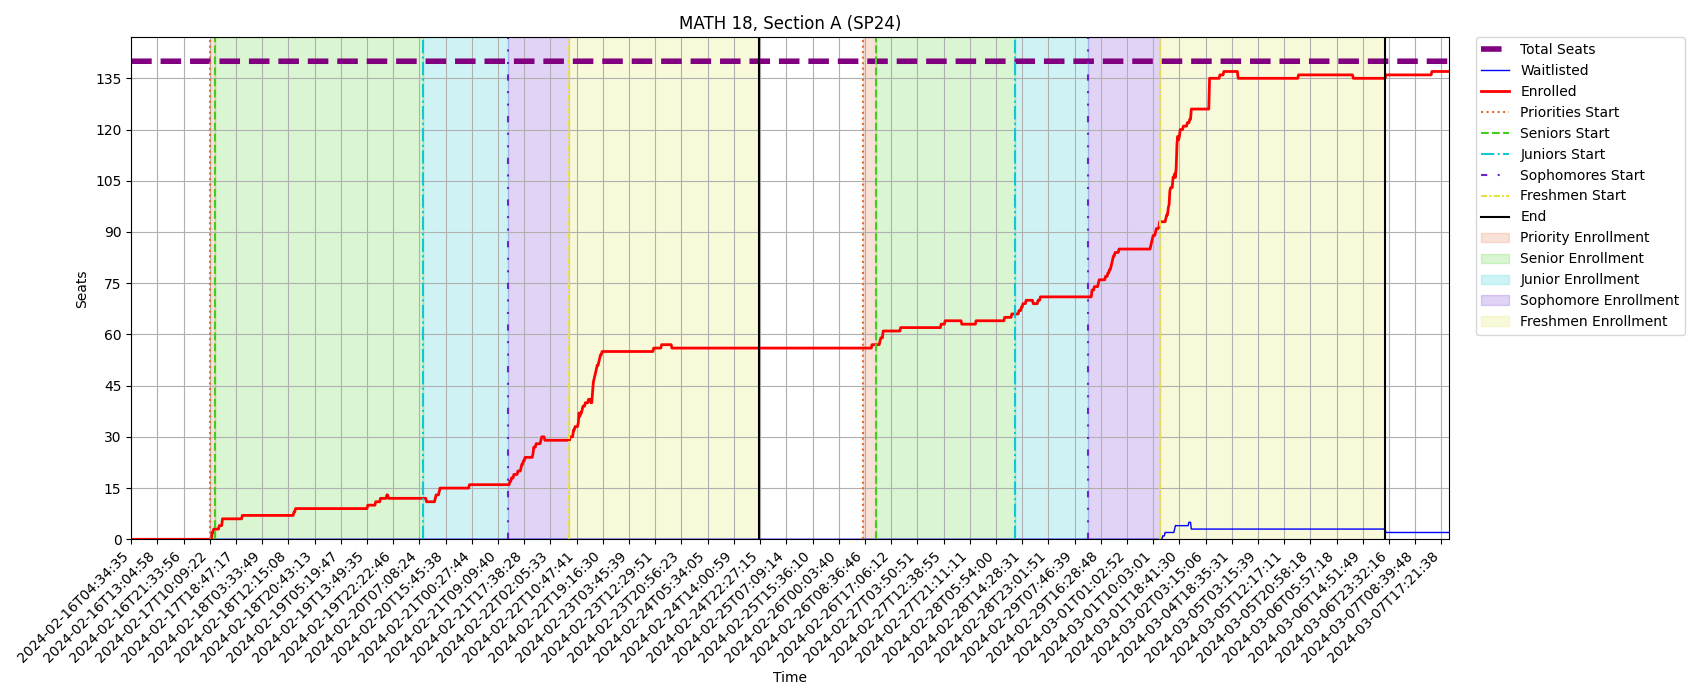 MATH 18, Section A (SP24)
Total Seats
Waitlisted
Enrolled
Priorities Start
Seniors Start
Juniors Start
Sophomores Start
Freshmen Start
End
Priority Enrollment
Senior Enrollment
Junior Enrollment
Sophomore Enrollment
Freshmen Enrollment
Seats
135
120
105
90
75
60
45
30
15
0
2024-02-16T04:34:35
2024-02-16T13:04:58
2024-02-16T21:33:56
2024-02-17T10:09:22
2024-02-17T18:47:17
2024-02-18T03:33:49
2024-02-18T12:15:08
2024-02-18T20:43:13
2024-02-19T05:19:47
2024-02-19T13:49:35
2024-02-19T22:22:46
2024-02-20T07:08:24
2024-02-20T15:45:38
2024-02-21T00:27:44
2024-02-21T09:09:40
2024-02-21T17:38:28
2024-02-22T02:05:33
2024-02-22T10:47:41
2024-02-22T19:16:30
2024-02-23T03:45:39
2024-02-23T12:29:51
2024-02-23T20:56:23
2024-02-24T05:34:05
2024-02-24T14:00:59
2024-02-24T22:27:15
2024-02-25T07:09:14
2024-02-25T15:36:10
2024-02-26T00:03:40
2024-02-26T08:36:46
2024-02-26T17:06:12
2024-02-27T03:50:51
2024-02-27T12:38:55
2024-02-27T21:11:11
2024-02-28T05:54:00
2024-02-28T14:28:31
2024-02-28T23:01:51
2024-02-29T07:46:39
2024-02-29T16:28:48
2024-03-01T01:02:52
2024-03-01T10:03:01
2024-03-01T18:41:30
2024-03-02T03:15:06
2024-03-04T18:35:31
2024-03-05T03:15:39
2024-03-05T12:17:11
2024-03-05T20:58:18
2024-03-06T05:57:18
2024-03-06T14:51:49
2024-03-06T23:32:16
2024-03-07T08:39:48
2024-03-07T17:21:38
Time